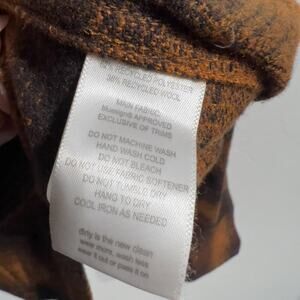 RECYCLED POLYESTER
38% RECYCLED WOOL
MAIN FABRIC
bluesign® APPROVED
EXCLUSIVE OF TRIMS
DO NOT MACHINE WASH
HAND WASH COLD
DO NOT BLEACH
DO NOT USE FABRIC SOFTENER
DO NOT TUMBLE DRY
HANG TO DRY
COOL IRON AS NEEDED
dirty is the new clean
wear more, wash less
wear it out or pass it on